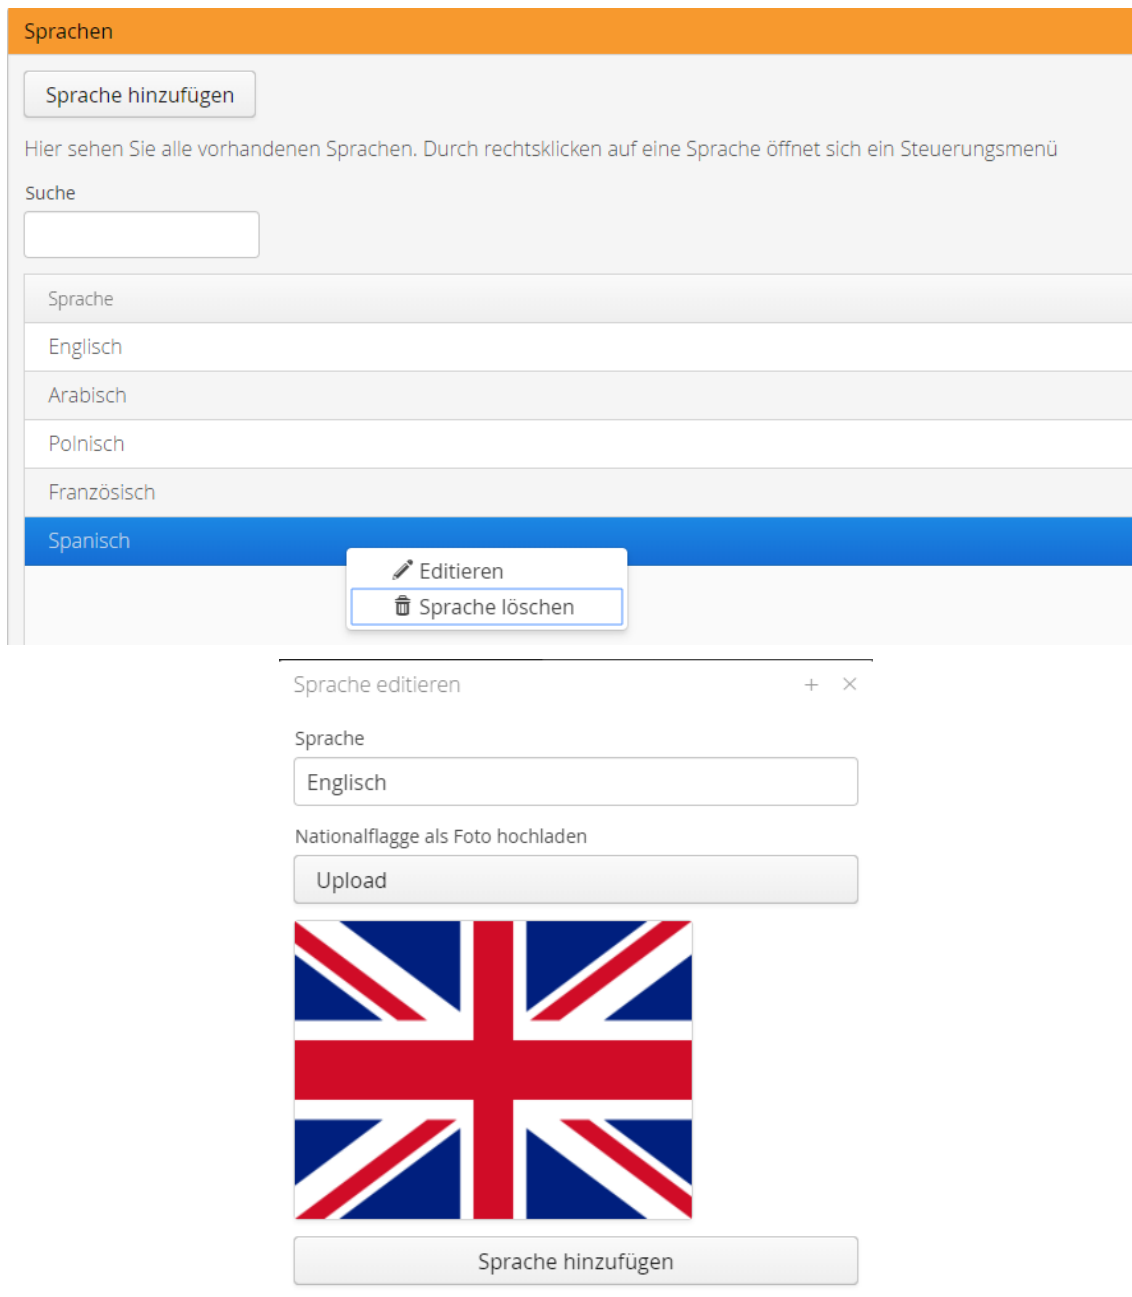 Sprachen
Sprache hinzufügen
Hier sehen Sie alle vorhandenen Sprachen. Durch rechtsklicken auf eine Sprache öffnet sich ein Steuerungsmenü
Suche
Sprache
Englisch
Arabisch
Polnisch
Französisch
Spanisch
Editieren
Sprache löschen
Sprache editieren
Sprache
Englisch
Nationalflagge als Foto hochladen
Upload
Sprache hinzufügen